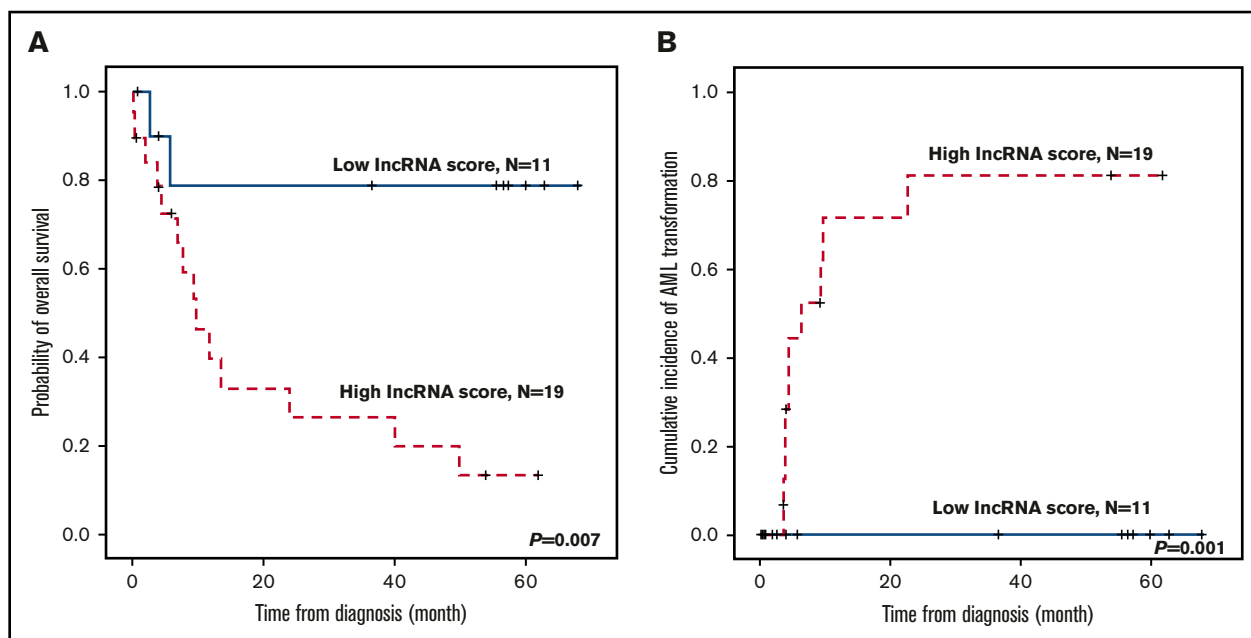 A
Probability of overall survival
1.0
0.8
0.6
0.4
0.2
0.0
Low lncRNA score, N=11
High lncRNA score, N=19
P=0.007
0 20 40 60
Time from diagnosis (month)
B
Cumulative incidence of AML transformation
1.0
0.8
0.6
0.4
0.2
0.0
High lncRNA score, N=19
Low lncRNA score, N=11
P=0.001
0 20 40 60
Time from diagnosis (month)